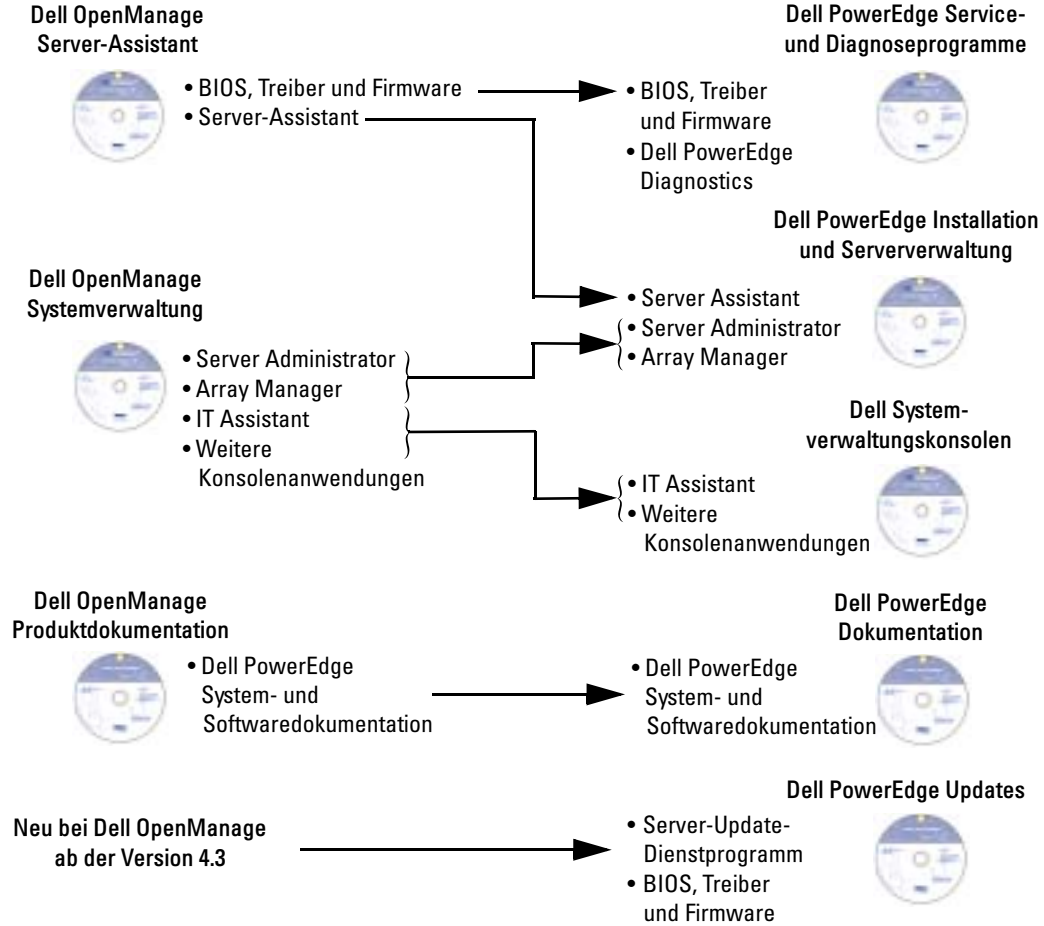 Dell OpenManage
Server-Assistant
• BIOS, Treiber und Firmware
• Server-Assistant
Dell PowerEdge Service-
und Diagnoseprogramme
• BIOS, Treiber
und Firmware
• Dell PowerEdge
Diagnostics
Dell PowerEdge Installation
und Serververwaltung
• Server Assistant
• Server Administrator
• Array Manager
Dell OpenManage
Systemverwaltung
• Server Administrator
• Array Manager
• IT Assistant
• Weitere
Konsolenanwendungen
Dell System-
verwaltungskonsolen
• IT Assistant
• Weitere
Konsolenanwendungen
Dell OpenManage
Produktdokumentation
• Dell PowerEdge
System- und
Softwaredokumentation
Dell PowerEdge
Dokumentation
• Dell PowerEdge
System- und
Softwaredokumentation
Neu bei Dell OpenManage
ab der Version 4.3
Dell PowerEdge Updates
• Server-Update-
Dienstprogramm
• BIOS, Treiber
und Firmware